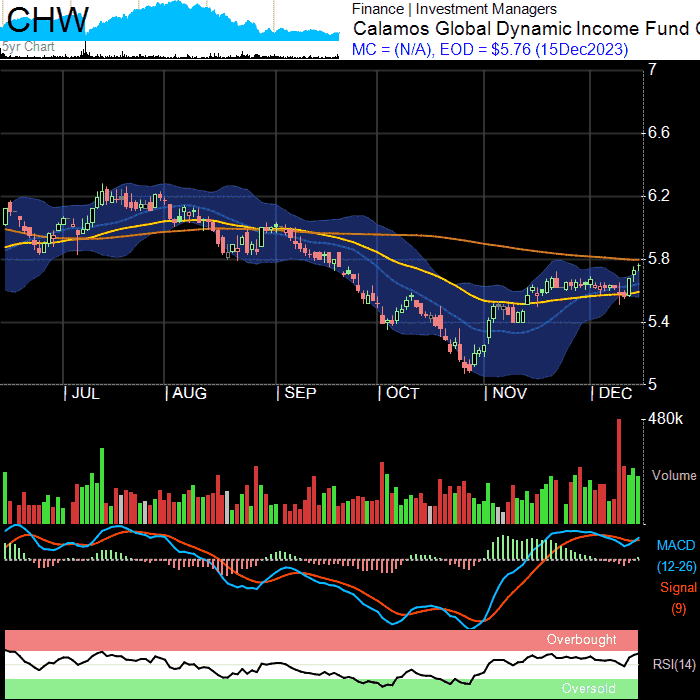 CHW
5yr Chart
Finance | Investment Managers
Calamos Global Dynamic Income Fund C
MC = (N/A), EOD = $5.76 (15Dec2023)
7
6.6
6.2
5.8
5.4
5
| JUL | AUG | SEP | OCT | NOV | DEC
480k
Volume
MACD
(12-26)
Signal
(9)
Overbought
RSI(14)
Oversold